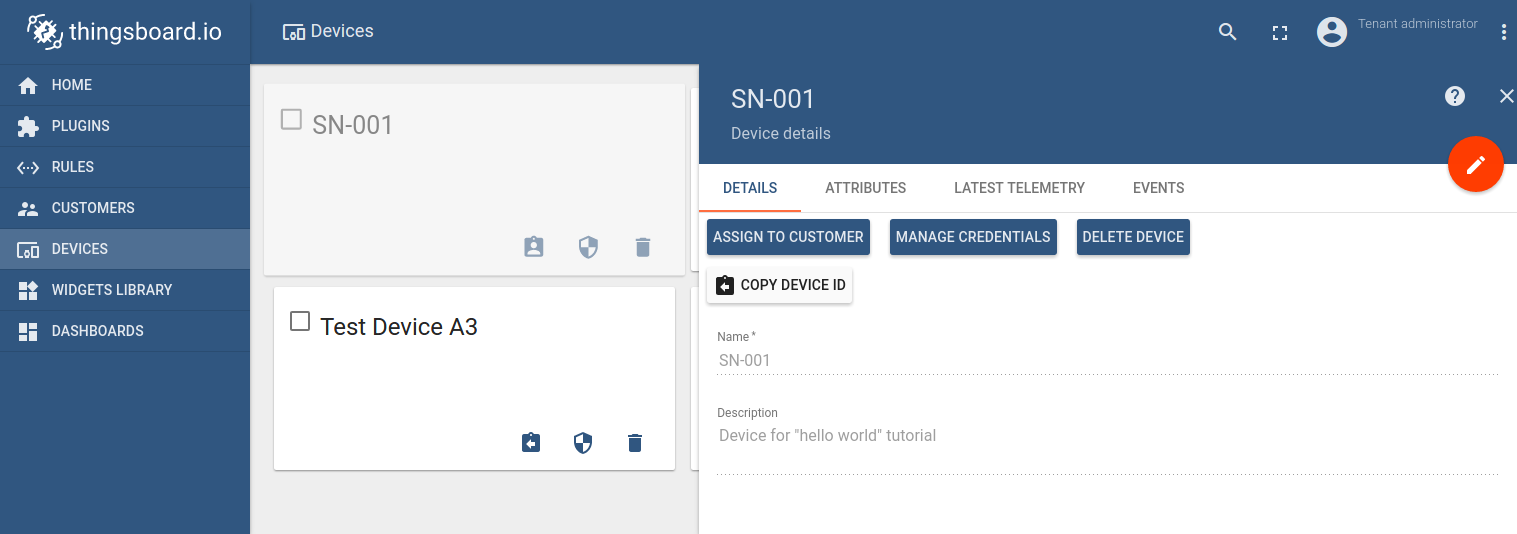 thingsboard.io
HOME
PLUGINS
RULES
CUSTOMERS
DEVICES
WIDGETS LIBRARY
DASHBOARDS
Devices
Tenant administrator
SN-001
Test Device A3
SN-001
Device details
DETAILS ATTRIBUTES LATEST TELEMETRY EVENTS
ASSIGN TO CUSTOMER MANAGE CREDENTIALS DELETE DEVICE
COPY DEVICE ID
Name *
SN-001
Description
Device for "hello world" tutorial